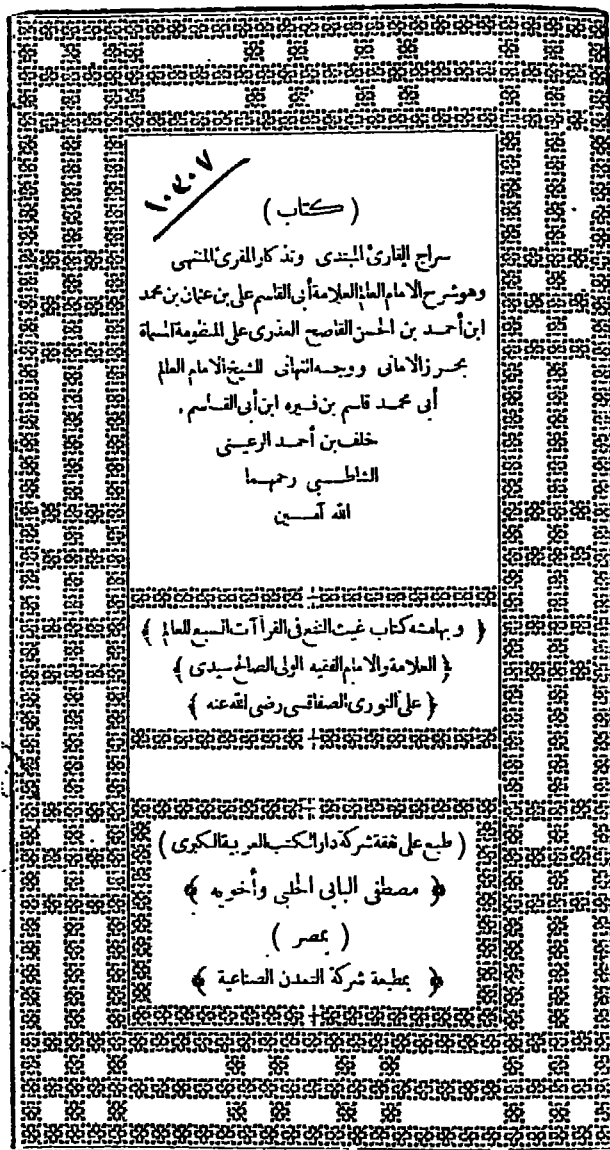 ١٠٤٠٧
( كتاب )
سراج القارئ المبتدى وتذكار المقرئ المنتهى
وهو شرح الامام العالم العلامة أبى القاسم على بن عثمان بن محمد
ابن أحمد بن الحسن القاصح العذرى على المنظومة المسماة
بحرز الامانى ووجه التهانى للشيخ الامام العالم
أبى محمد قاسم بن فيره ابن أبى القاسم
خلف بن أحمد الرعينى
الشاطبى رحمهما
الله آمين
﴿ وبهامشه كتاب غيث النفع فى القراآت السبع للعالم ﴾
﴿ العلامة والامام الفقيه الولى الصالح سيدى ﴾
﴿ على النورى الصفاقسى رضى الله عنه ﴾
( طبع على نفقة شركة دار الكتب العربية الكبرى )
﴿ مصطفى البابى الحلبى وأخويه ﴾
( بمصر )
﴿ بمطبعة شركة التمدن الصناعية ﴾